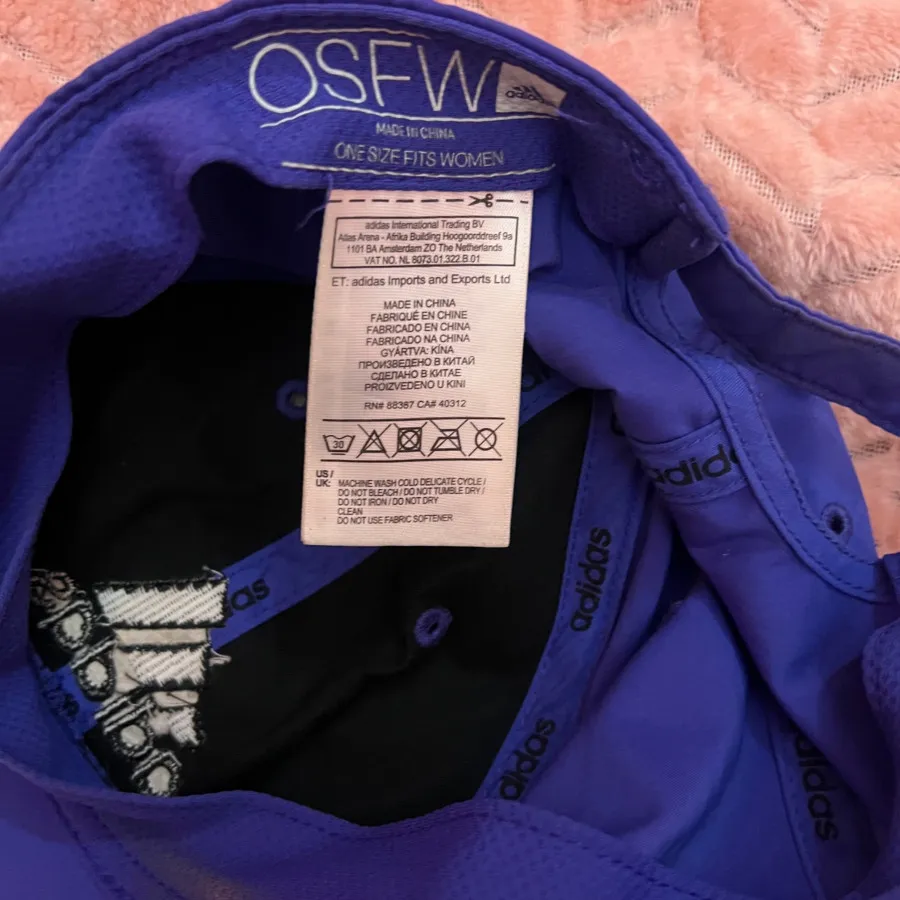 OSFW
adidas
MADE IN CHINA
ONE SIZE FITS WOMEN
adidas International Trading BV
Atlas Arena - Afrika Building Hoogoorddreef 9a
1101 BA Amsterdam ZO The Netherlands
VAT NO. NL 8073.01.322.B.01
ET: adidas Imports and Exports Ltd
MADE IN CHINA
FABRIQUÉ EN CHINE
FABRICADO EN CHINA
FABRICADO NA CHINA
GYÁRTVA: KÍNA
ПРОИЗВЕДЕНО В КИТАЙ
СДЕЛАНО В КИТАЕ
PROIZVEDENO U KINI
RN# 88387 CA# 40312
30
US / UK: MACHINE WASH COLD DELICATE CYCLE /
DO NOT BLEACH / DO NOT TUMBLE DRY /
DO NOT IRON / DO NOT DRY
CLEAN
DO NOT USE FABRIC SOFTENER
adida
as
adidas
adidas
adidas